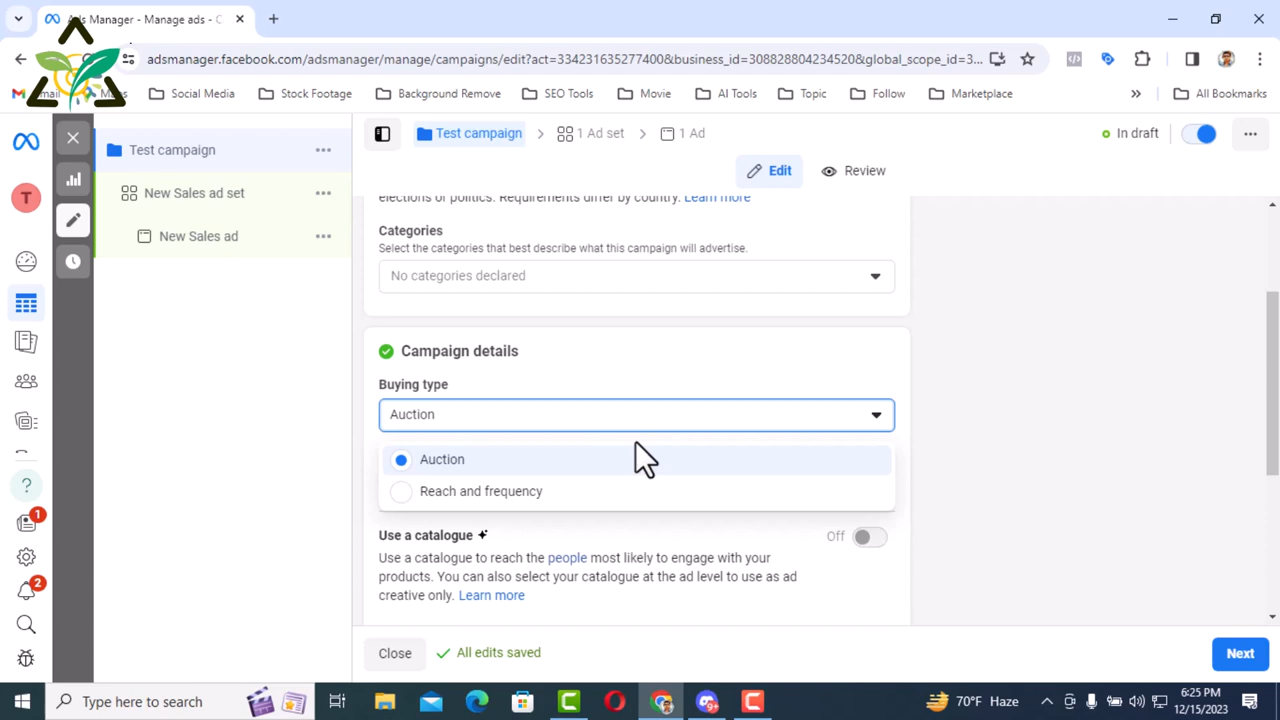 Ads Manager - Manage ads - C
adsmanager.facebook.com/adsmanager/manage/campaigns/edit?act=334231635277400&business_id=308828804234520&global_scope_id=3...
Social Media
Stock Footage
Background Remove
SEO Tools
Movie
AI Tools
Topic
Follow
Marketplace
All Bookmarks
Test campaign
1 Ad set
1 Ad
In draft
Test campaign
Edit
Review
New Sales ad set
New Sales ad
T
elections or politics. Requirements differ by country. Learn more
Categories
Select the categories that best describe what this campaign will advertise.
No categories declared
Campaign details
Buying type
Auction
Auction
Reach and frequency
Use a catalogue
Off
Use a catalogue to reach the people most likely to engage with your
products. You can also select your catalogue at the ad level to use as ad
creative only. Learn more
?
1
2
Close
All edits saved
Next
Type here to search
70°F Haze
6:25 PM
12/15/2023